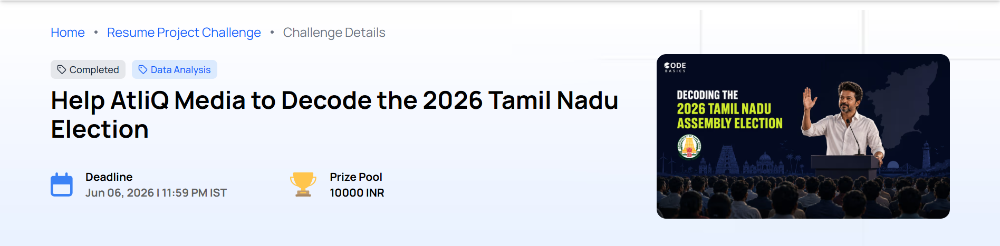 Home • Resume Project Challenge • Challenge Details
Completed
Data Analysis
Help AtliQ Media to Decode the 2026 Tamil Nadu
Election
Deadline
Jun 06, 2026 | 11:59 PM IST
Prize Pool
10000 INR
CODE
BASICS
DECODING THE
2026 TAMIL NADU
ASSEMBLY ELECTION